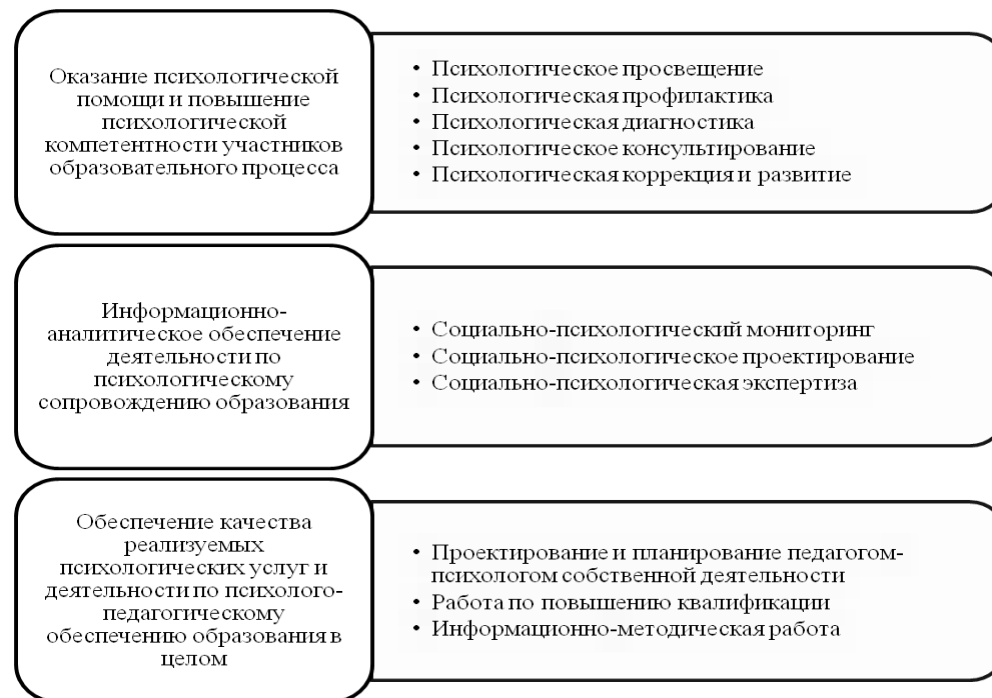 Оказание психологической
помощи и повышение
психологической
компетентности участников
образовательного процесса
• Психологическое просвещение
• Психологическая профилактика
• Психологическая диагностика
• Психологическое консультирование
• Психологическая коррекция и развитие
Информационно-
аналитическое обеспечение
деятельности по
психологическому
сопровождению образования
• Социально-психологический мониторинг
• Социально-психологическое проектирование
• Социально-психологическая экспертиза
Обеспечение качества
реализуемых
психологических услуг и
деятельности по психолого-
педагогическому
обеспечению образования в
целом
• Проектирование и планирование педагогом-
психологом собственной деятельности
• Работа по повышению квалификации
• Информационно-методическая работа